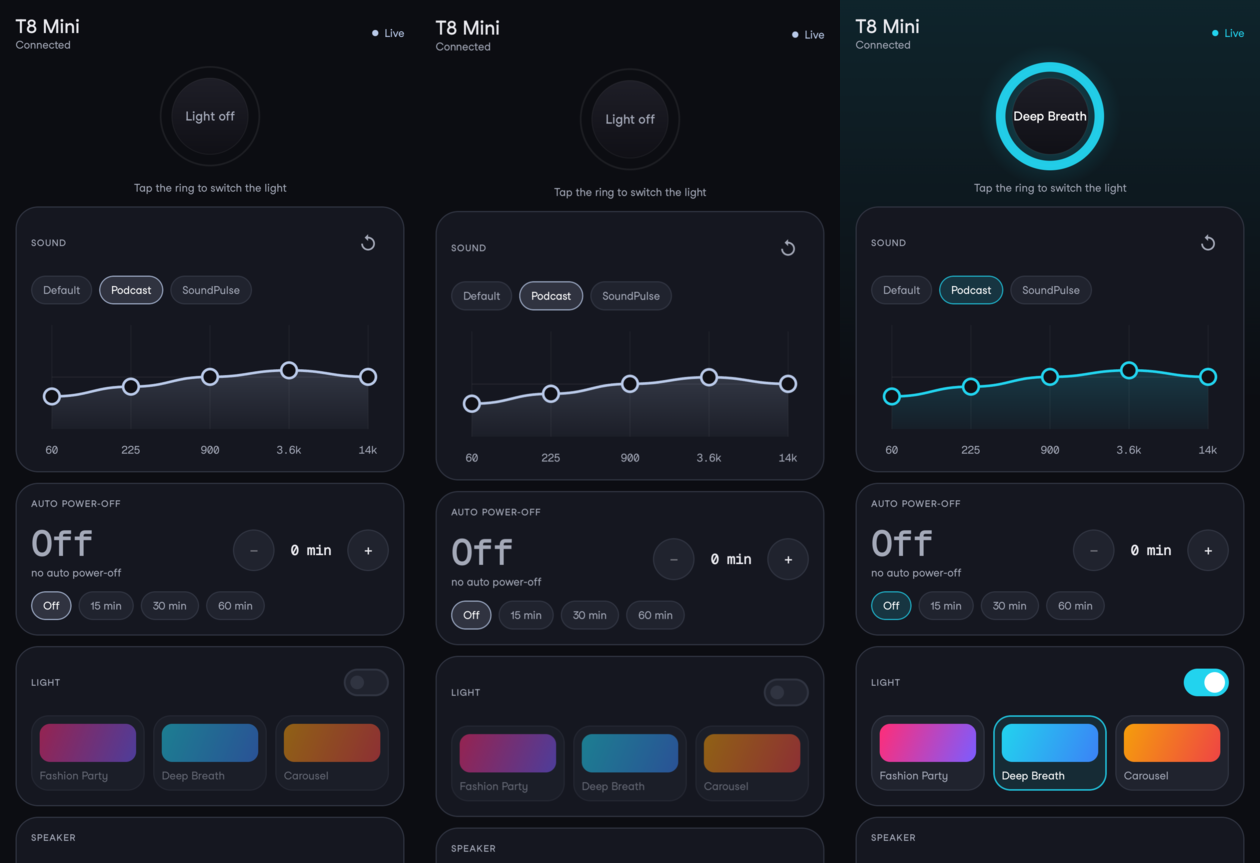 T8 Mini
Connected
Live
Light off
Tap the ring to switch the light
SOUND
Default Podcast SoundPulse
60 225 900 3.6k 14k
AUTO POWER-OFF
Off
− 0 min +
no auto power-off
Off 15 min 30 min 60 min
LIGHT
Fashion Party Deep Breath Carousel
SPEAKER
T8 Mini
Connected
Live
Light off
Tap the ring to switch the light
SOUND
Default Podcast SoundPulse
60 225 900 3.6k 14k
AUTO POWER-OFF
Off
− 0 min +
no auto power-off
Off 15 min 30 min 60 min
LIGHT
Fashion Party Deep Breath Carousel
SPEAKER
T8 Mini
Connected
Live
Deep Breath
Tap the ring to switch the light
SOUND
Default Podcast SoundPulse
60 225 900 3.6k 14k
AUTO POWER-OFF
Off
− 0 min +
no auto power-off
Off 15 min 30 min 60 min
LIGHT
Fashion Party Deep Breath Carousel
SPEAKER